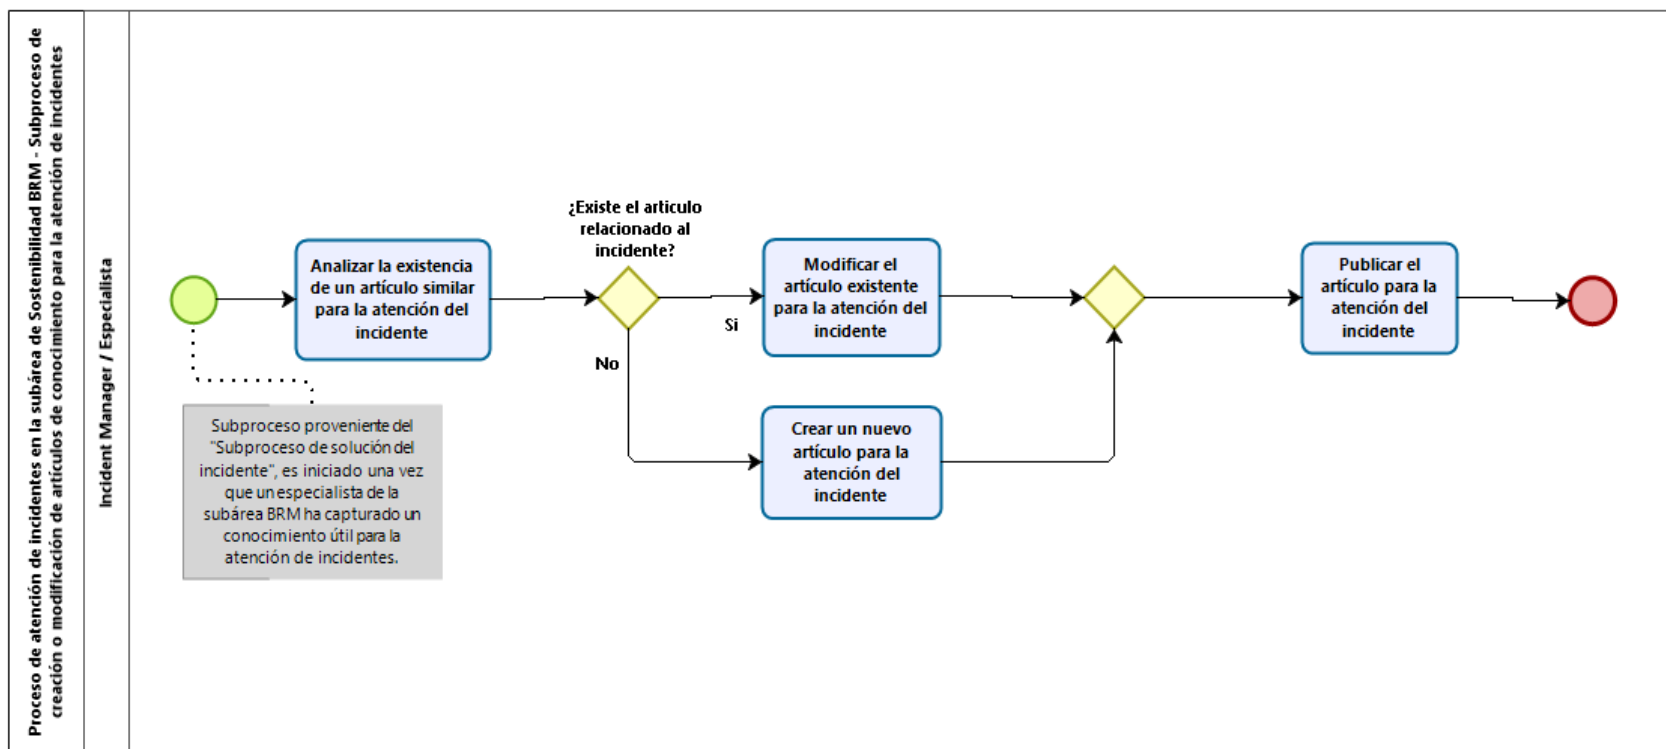 Proceso de atención de incidentes en la subárea de Sostenibilidad BRM - Subproceso de
creación o modificación de artículos de conocimiento para la atención de incidentes
Incident Manager / Especialista
Analizar la existencia
de un artículo similar
para la atención del
incidente
¿Existe el articulo
relacionado al
incidente?
Si
No
Modificar el
artículo existente
para la atención del
incidente
Crear un nuevo
artículo para la
atención del
incidente
Publicar el
artículo para la
atención del
incidente
Subproceso proveniente del
"Subproceso de solución del
incidente", es iniciado una vez
que un especialista de la
subárea BRM ha capturado un
conocimiento útil para la
atención de incidentes.